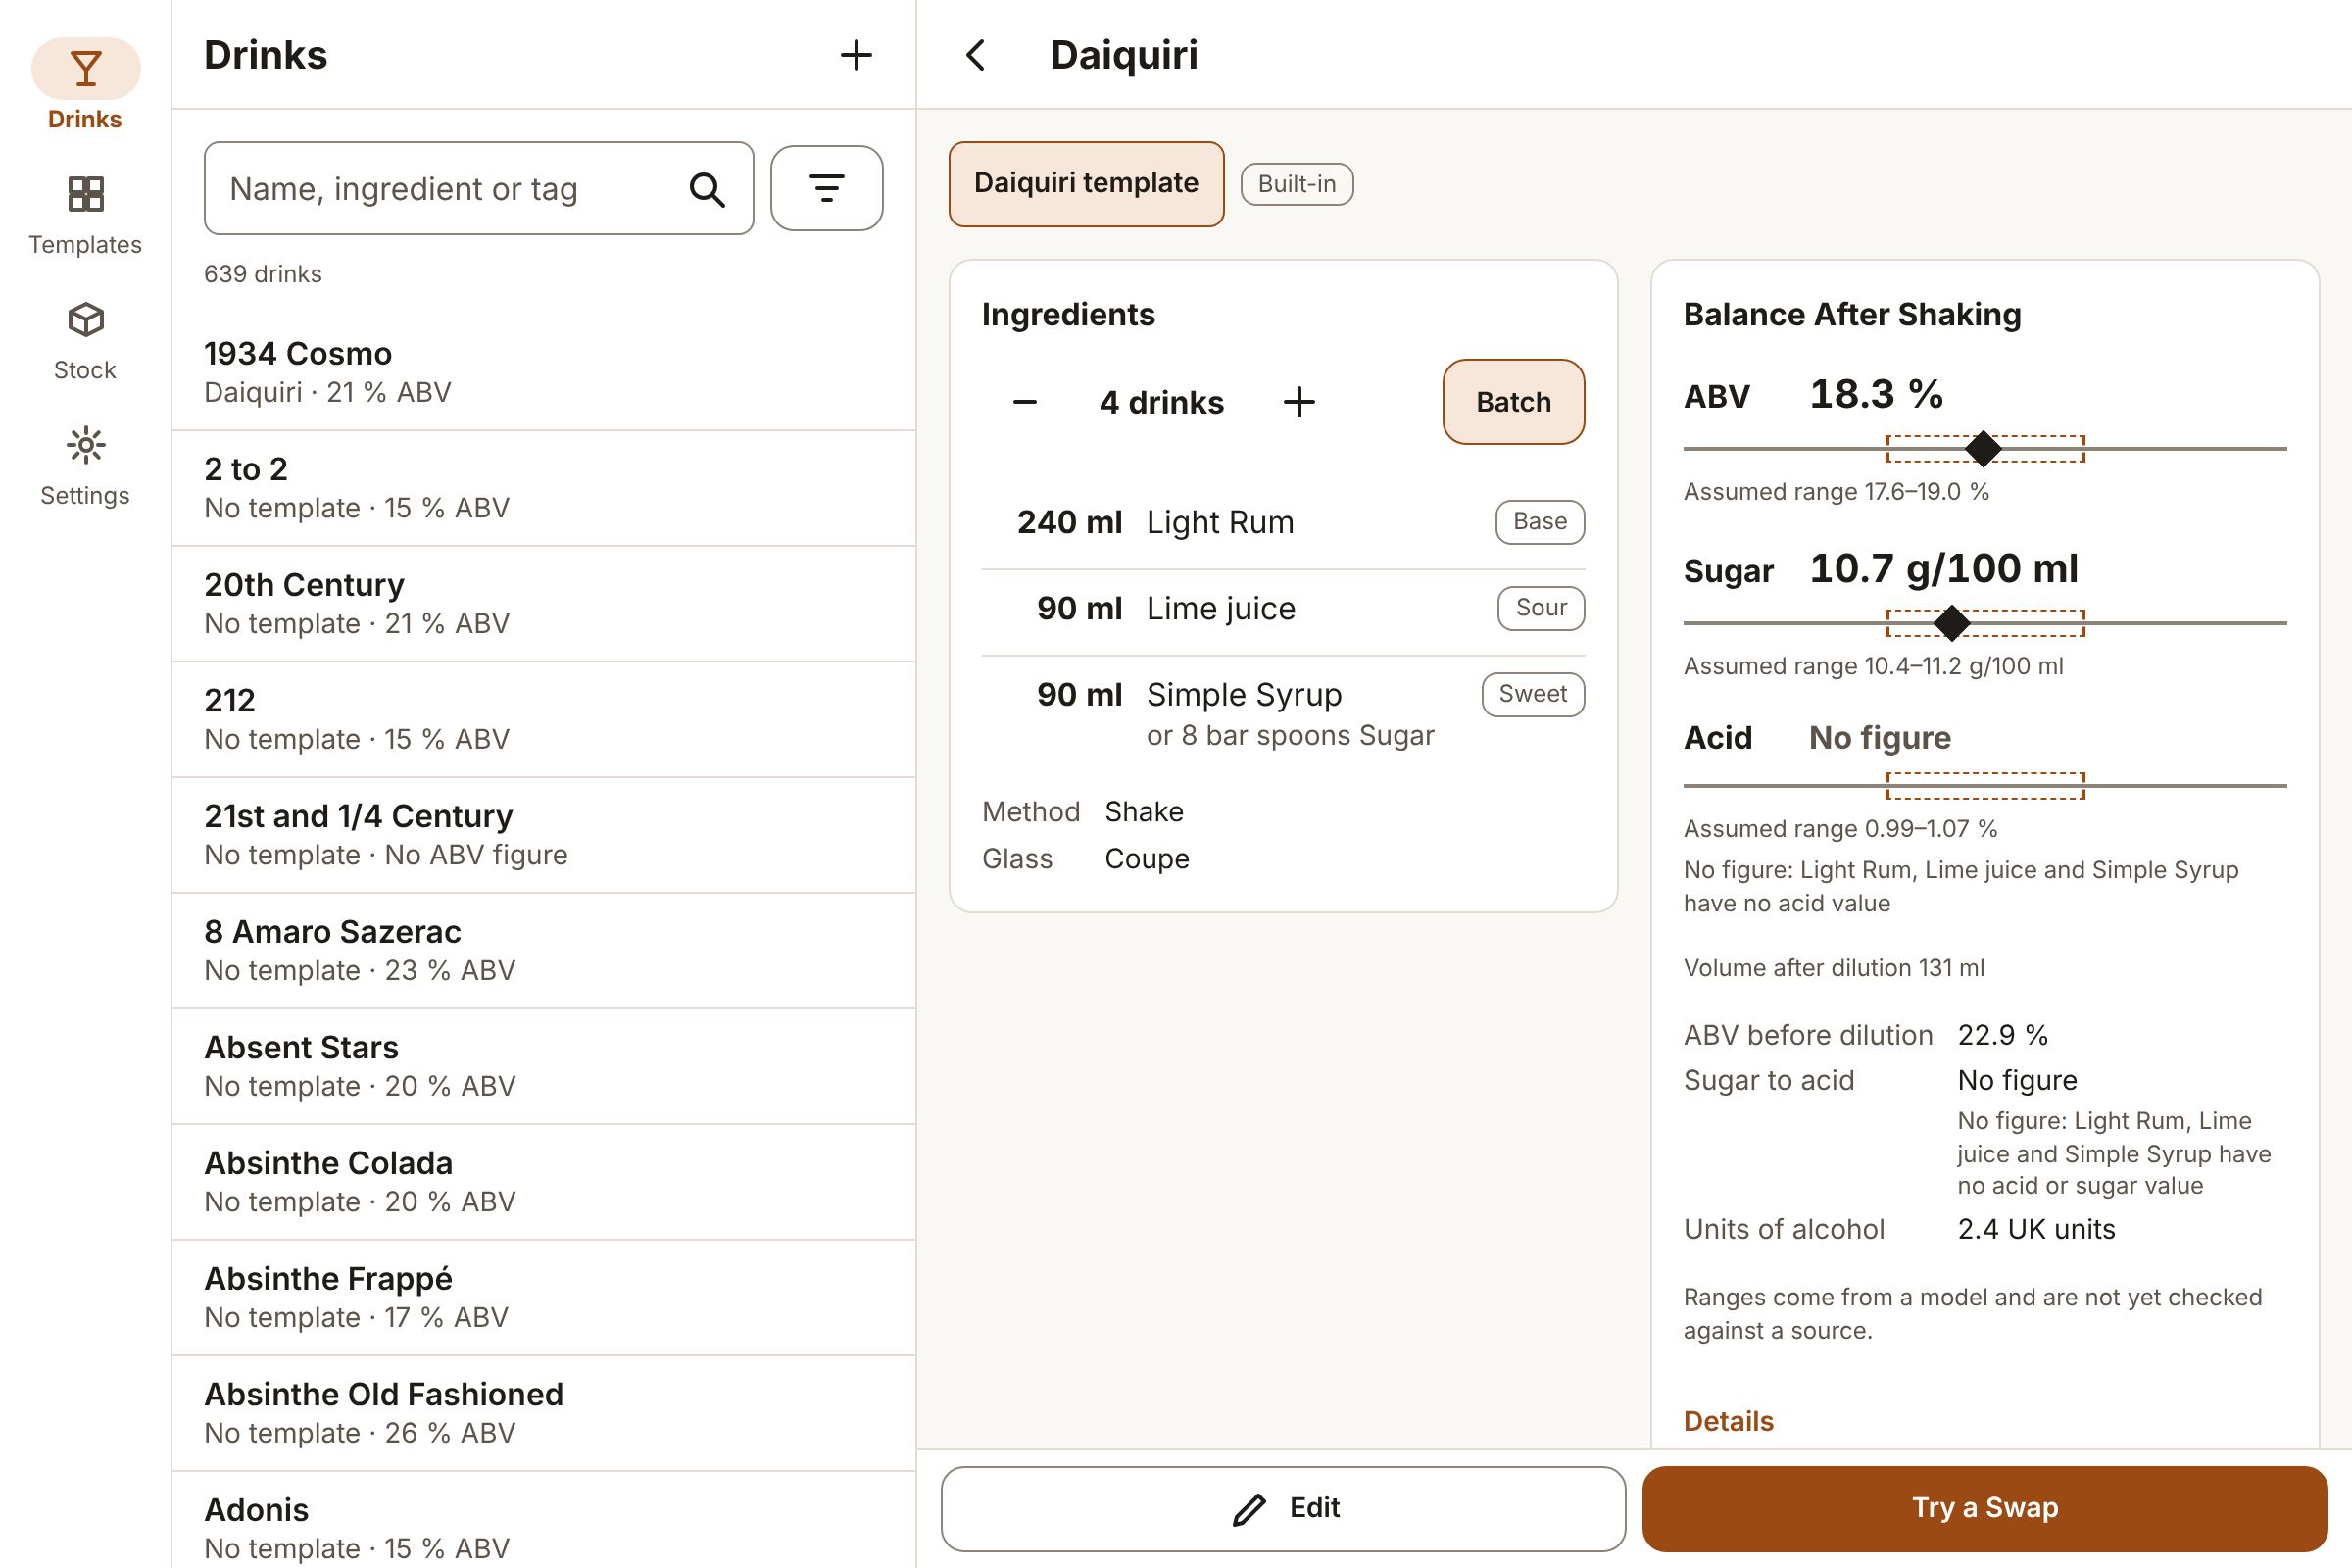 Drinks
Templates
Stock
Settings
Drinks
Name, ingredient or tag
639 drinks
1934 Cosmo
Daiquiri · 21 % ABV
2 to 2
No template · 15 % ABV
20th Century
No template · 21 % ABV
212
No template · 15 % ABV
21st and 1/4 Century
No template · No ABV figure
8 Amaro Sazerac
No template · 23 % ABV
Absent Stars
No template · 20 % ABV
Absinthe Colada
No template · 20 % ABV
Absinthe Frappé
No template · 17 % ABV
Absinthe Old Fashioned
No template · 26 % ABV
Adonis
No template · 15 % ABV
Daiquiri
Daiquiri template
Built-in
Ingredients
4 drinks
Batch
240 ml Light Rum Base
90 ml Lime juice Sour
90 ml Simple Syrup Sweet
or 8 bar spoons Sugar
Method Shake
Glass Coupe
Balance After Shaking
ABV 18.3 %
Assumed range 17.6–19.0 %
Sugar 10.7 g/100 ml
Assumed range 10.4–11.2 g/100 ml
Acid No figure
Assumed range 0.99–1.07 %
No figure: Light Rum, Lime juice and Simple Syrup
have no acid value
Volume after dilution 131 ml
ABV before dilution 22.9 %
Sugar to acid No figure
No figure: Light Rum, Lime
juice and Simple Syrup have
no acid or sugar value
Units of alcohol 2.4 UK units
Ranges come from a model and are not yet checked
against a source.
Details
Edit
Try a Swap